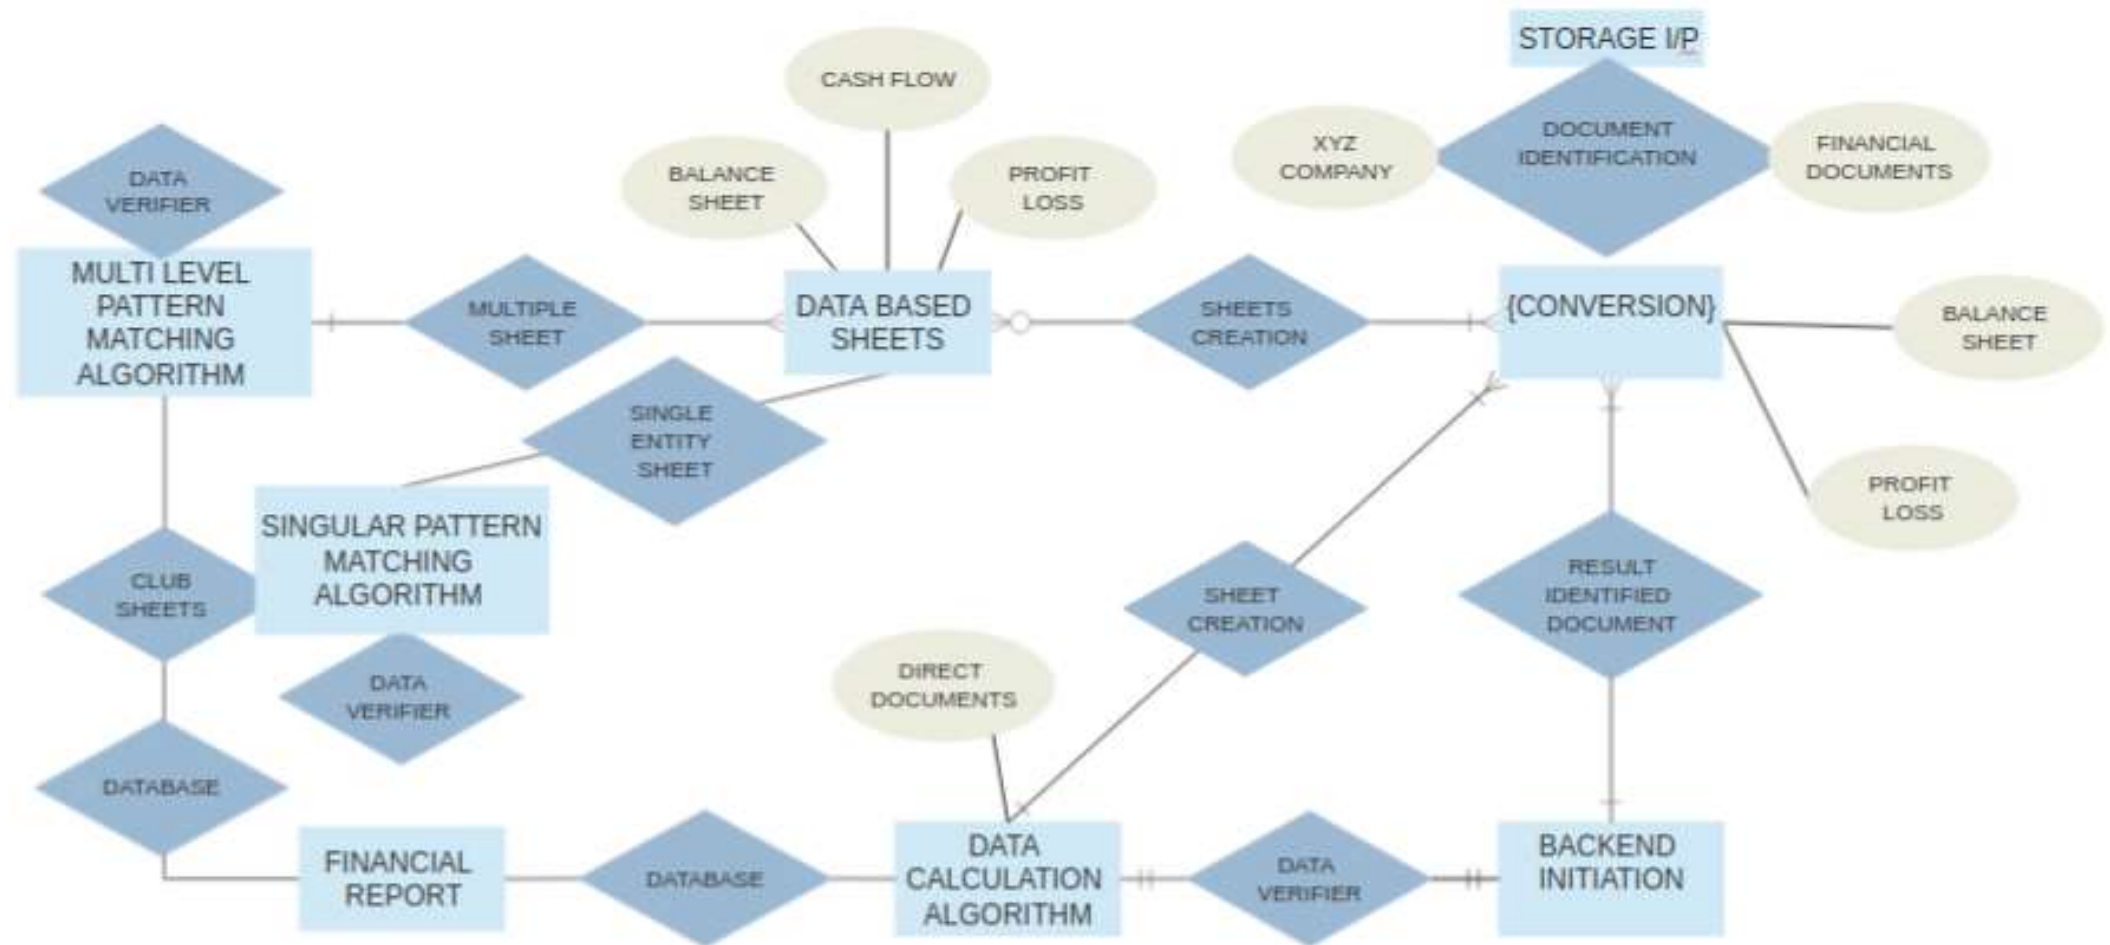 STORAGE I/P
CASH FLOW
DOCUMENT
IDENTIFICATION
XYZ
COMPANY
FINANCIAL
DOCUMENTS
BALANCE
SHEET
PROFIT
LOSS
DATA
VERIFIER
MULTI LEVEL
PATTERN
MATCHING
ALGORITHM
MULTIPLE
SHEET
DATA BASED
SHEETS
SHEETS
CREATION
{CONVERSION}
BALANCE
SHEET
SINGLE
ENTITY
SHEET
PROFIT
LOSS
SINGULAR PATTERN
MATCHING
ALGORITHM
CLUB
SHEETS
SHEET
CREATION
RESULT
IDENTIFIED
DOCUMENT
DATA
VERIFIER
DIRECT
DOCUMENTS
DATABASE
FINANCIAL
REPORT
DATABASE
DATA
CALCULATION
ALGORITHM
DATA
VERIFIER
BACKEND
INITIATION